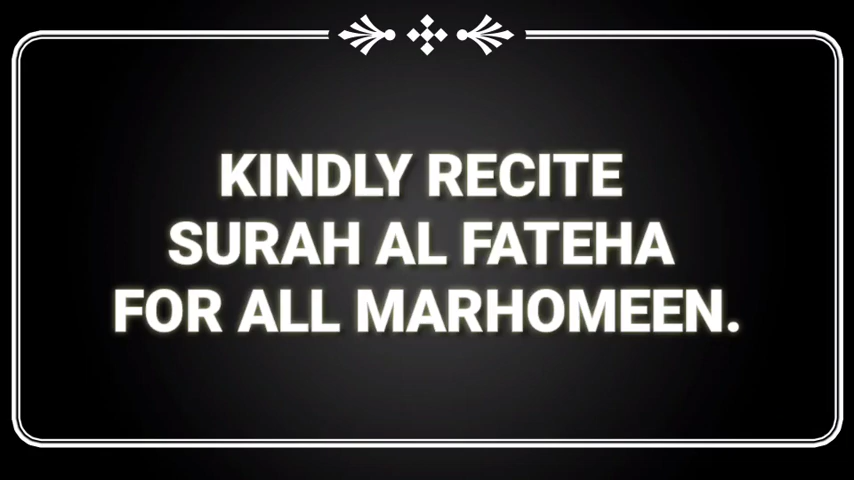 KINDLY RECITE
SURAH AL FATEHA
FOR ALL MARHOMEEN.